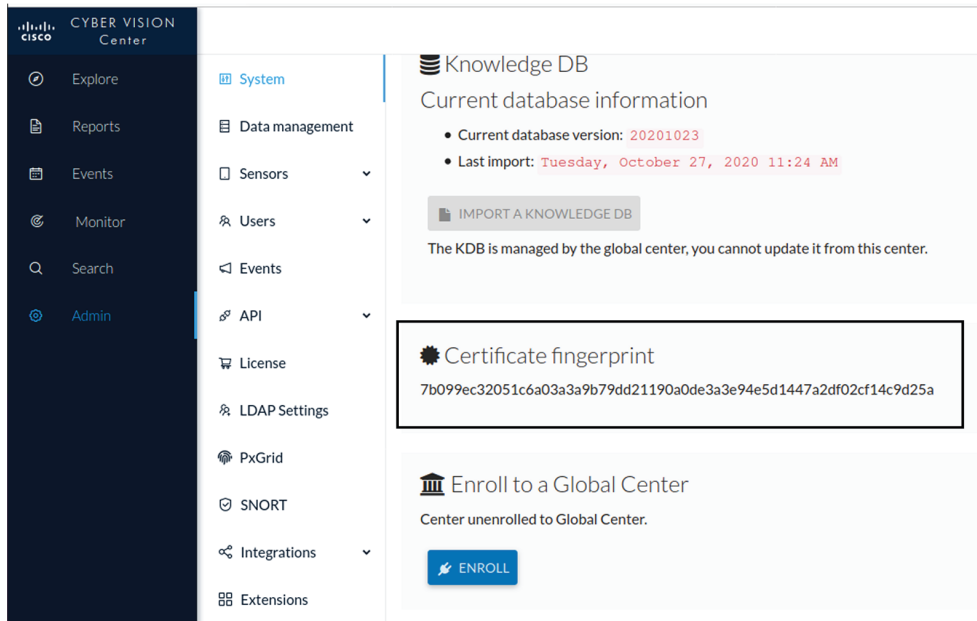 CISCO
CYBER VISION
Center
Explore
Reports
Events
Monitor
Search
Admin
System
Data management
Sensors
Users
Events
API
License
LDAP Settings
PxGrid
SNORT
Integrations
Extensions
Knowledge DB
Current database information
Current database version: 20201023
Last import: Tuesday, October 27, 2020 11:24 AM
IMPORT A KNOWLEDGE DB
The KDB is managed by the global center, you cannot update it from this center.
Certificate fingerprint
7b099ec32051c6a03a3a9b79dd21190a0de3a3e94e5d1447a2df02cf14c9d25a
Enroll to a Global Center
Center unenrolled to Global Center.
ENROLL